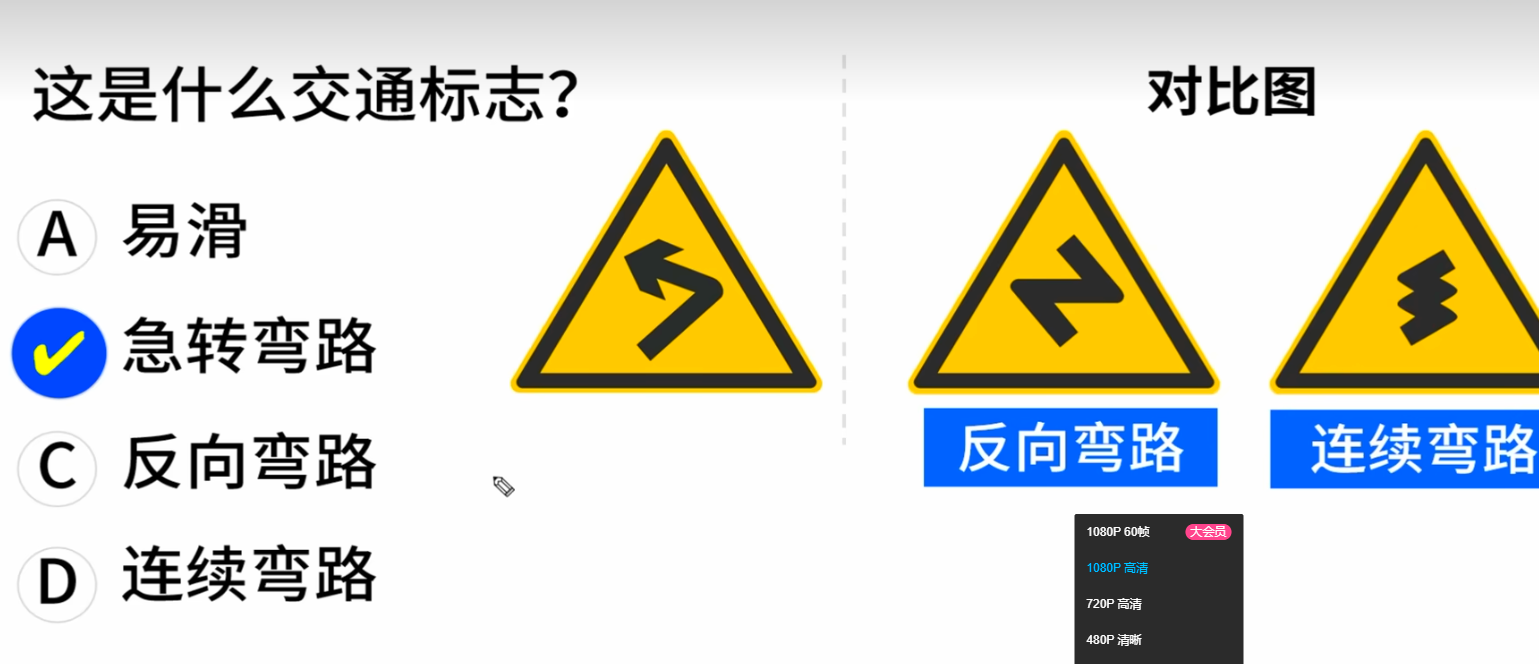 这是什么交通标志?
A 易滑
急转弯路
C 反向弯路
D 连续弯路
对比图
反向弯路
连续弯路
1080P 60帧 大会员
1080P 高清
720P 高清
480P 清晰